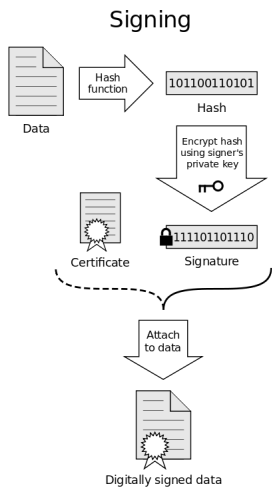 Signing
Hash
function
101100110101
Data
Hash
Encrypt hash
using signer's
private key
111101101110
Certificate
Signature
Attach
to data
Digitally signed data